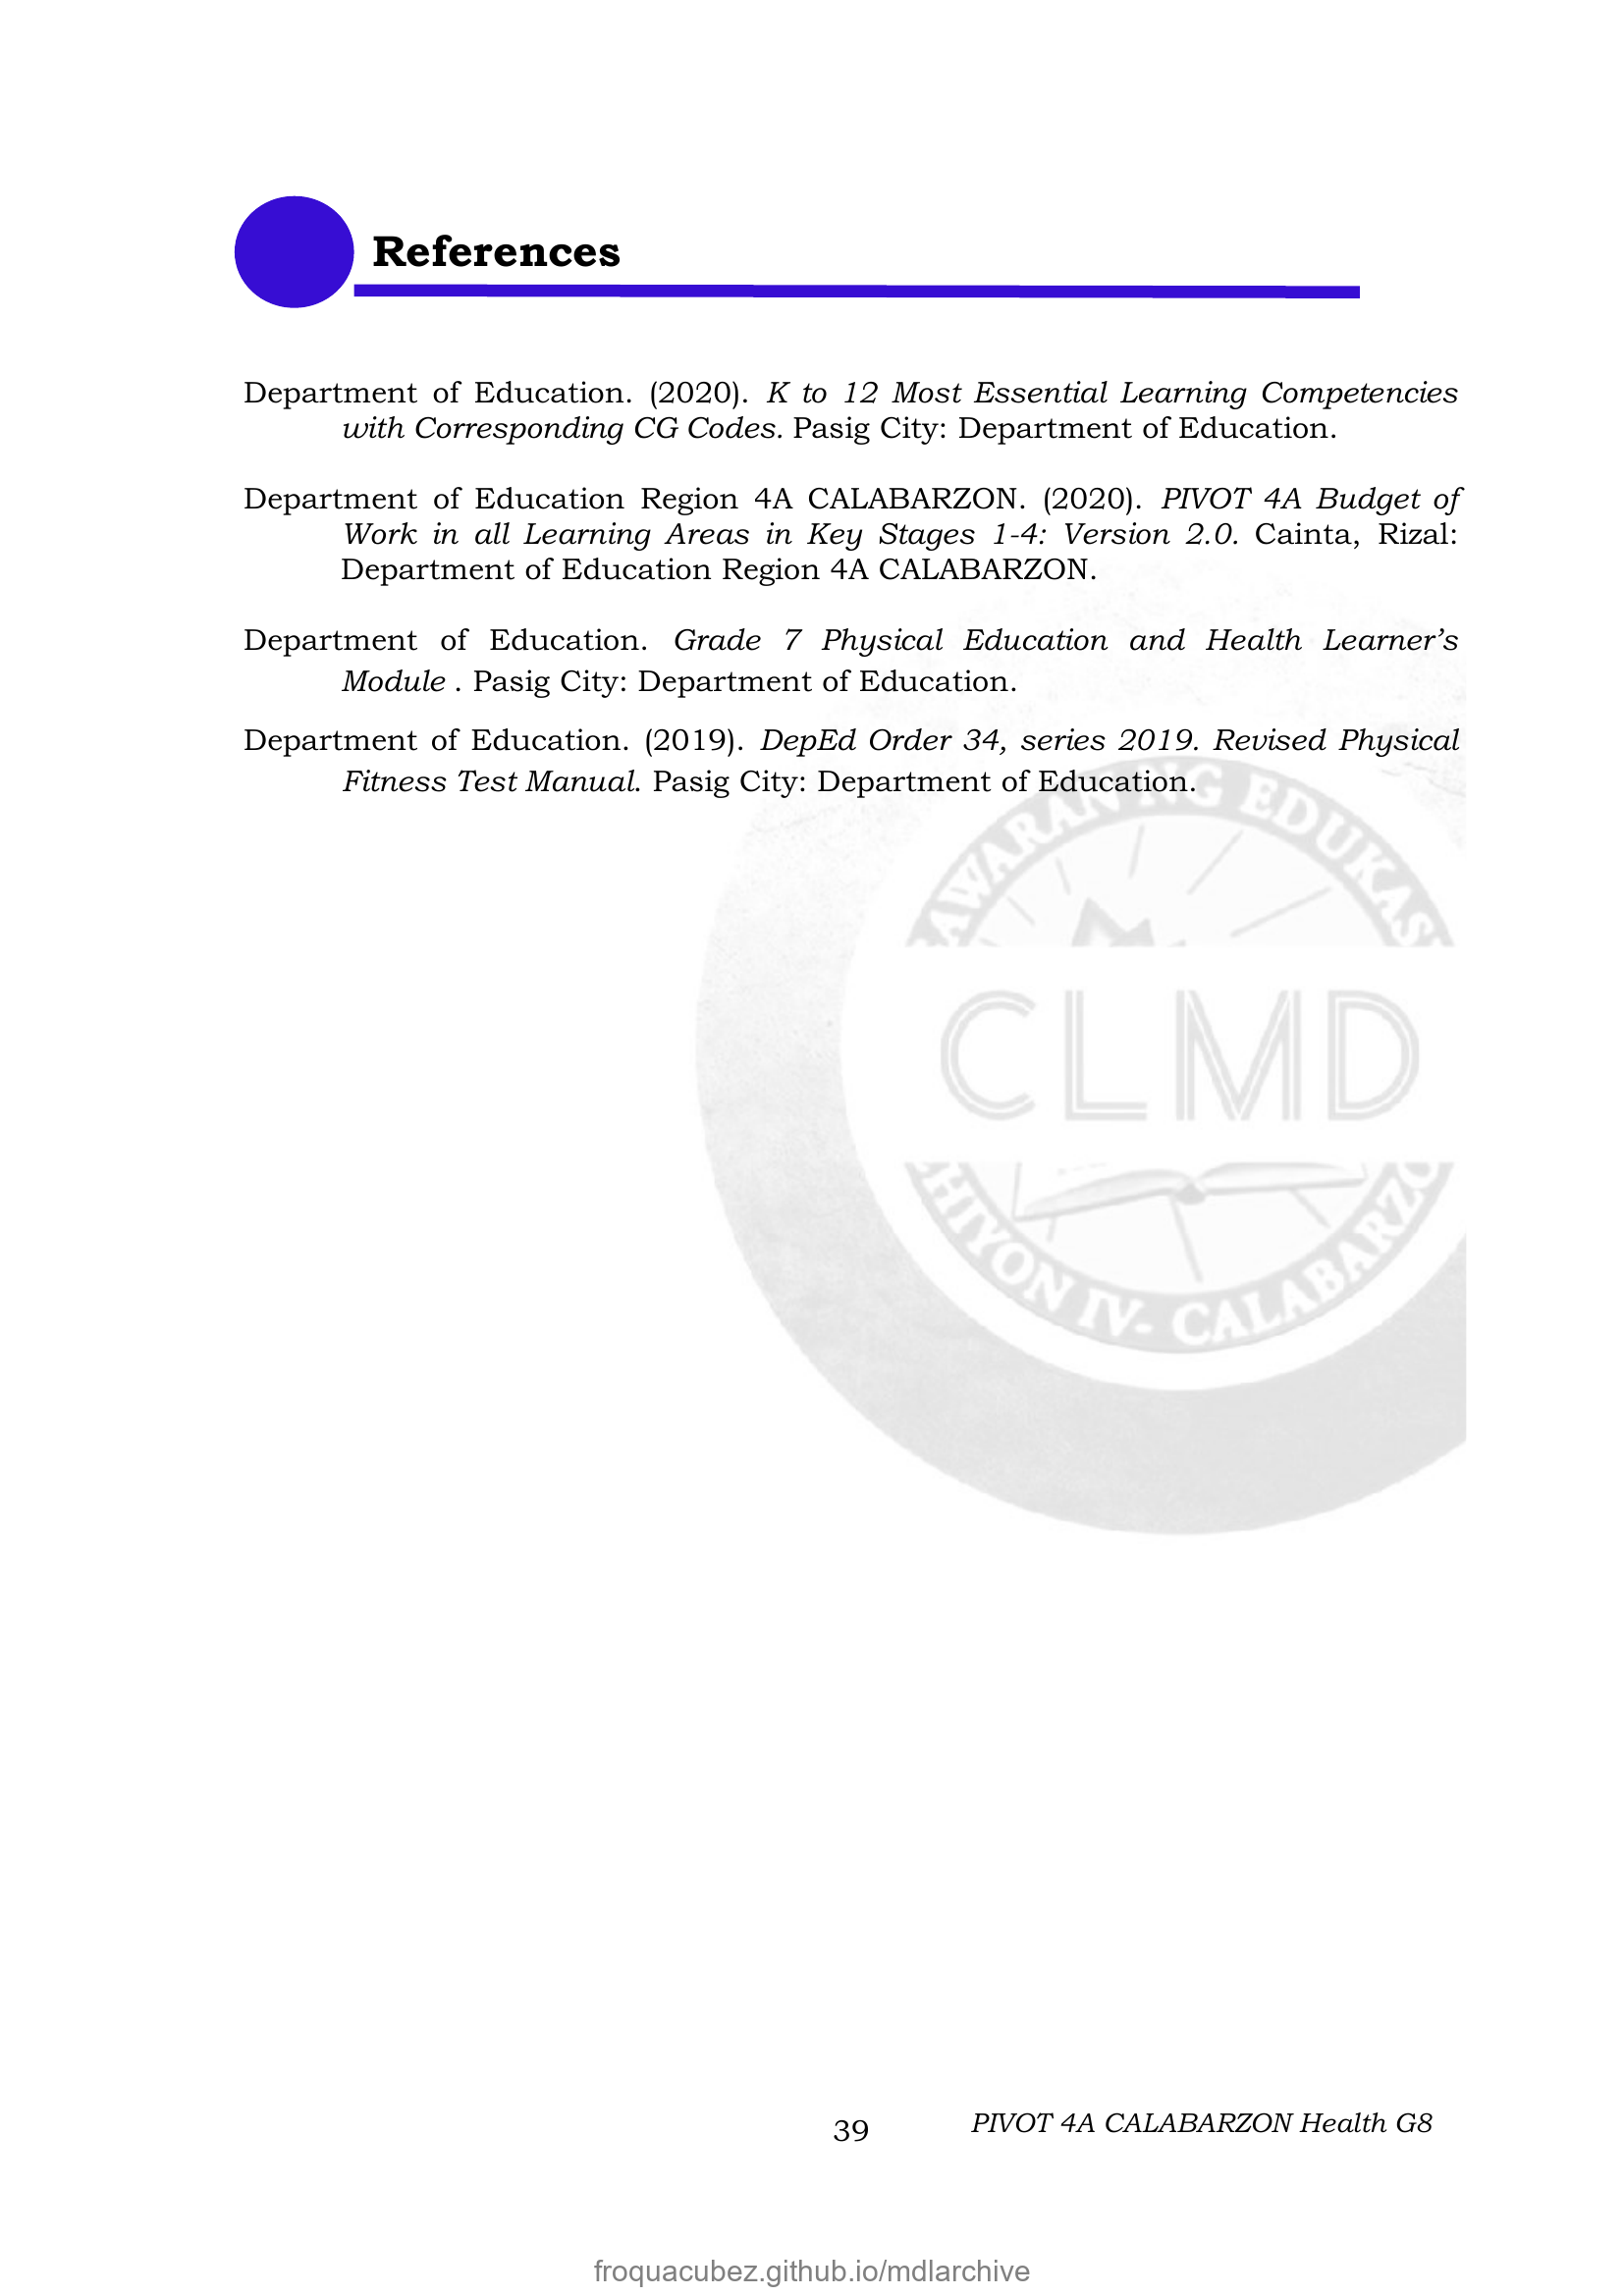 References
Department of Education. (2020). K to 12 Most Essential Learning Competencies
with Corresponding CG Codes. Pasig City: Department of Education.
Department of Education Region 4A CALABARZON. (2020). PIVOT 4A Budget of
Work in all Learning Areas in Key Stages 1-4: Version 2.0. Cainta, Rizal:
Department of Education Region 4A CALABARZON.
Department of Education. Grade 7 Physical Education and Health Learner’s
Module . Pasig City: Department of Education.
Department of Education. (2019). DepEd Order 34, series 2019. Revised Physical
Fitness Test Manual. Pasig City: Department of Education.
NG
CLMD
IV-
39
PIVOT 4A CALABARZON Health G8
froquacubez.github.io/mdlarchive